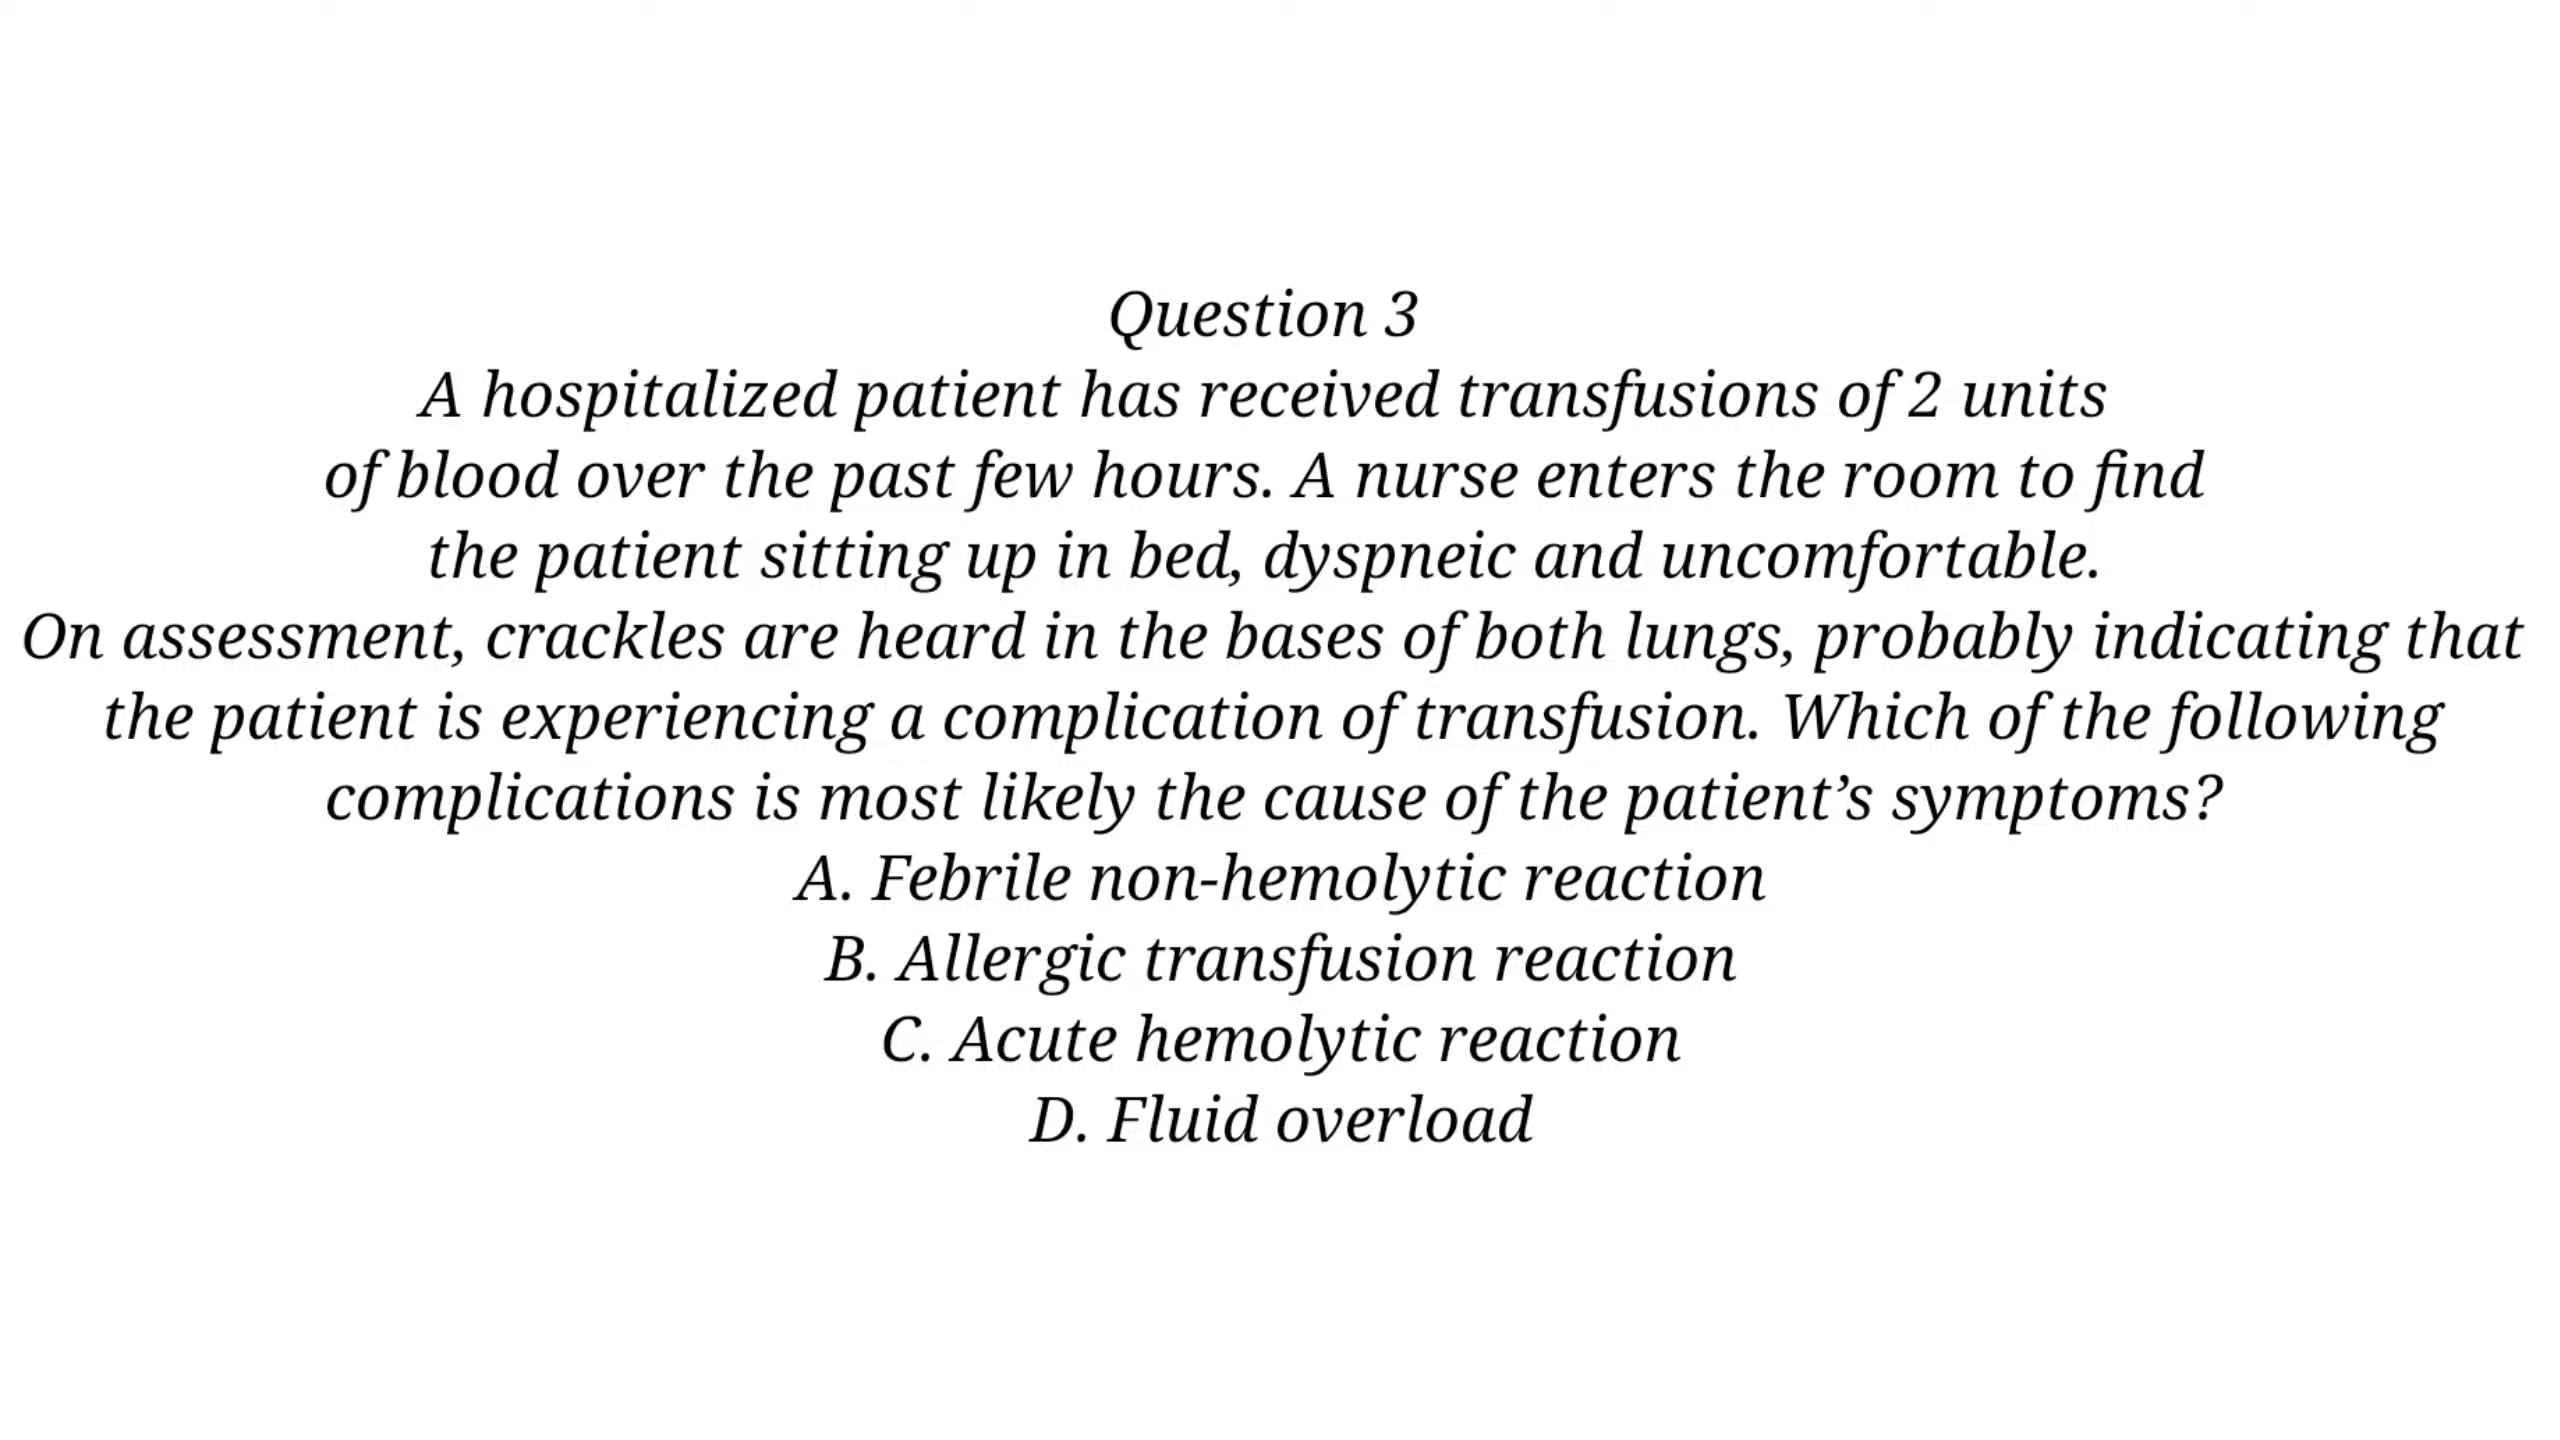 Question 3
A hospitalized patient has received transfusions of 2 units
of blood over the past few hours. A nurse enters the room to find
the patient sitting up in bed, dyspneic and uncomfortable.
On assessment, crackles are heard in the bases of both lungs, probably indicating that
the patient is experiencing a complication of transfusion. Which of the following
complications is most likely the cause of the patient’s symptoms?
A. Febrile non-hemolytic reaction
B. Allergic transfusion reaction
C. Acute hemolytic reaction
D. Fluid overload